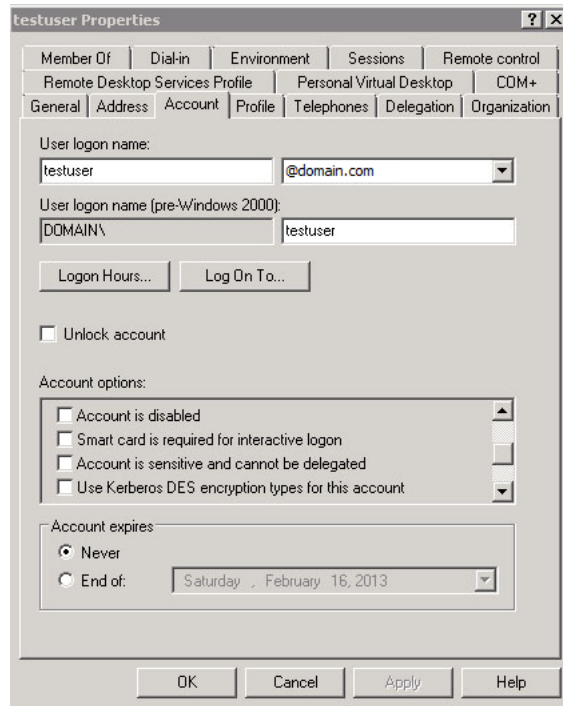 testuser Properties
Member Of Dial-in Environment Sessions Remote control
Remote Desktop Services Profile Personal Virtual Desktop COM+
General Address Account Profile Telephones Delegation Organization
User logon name:
testuser @domain.com
User logon name (pre-Windows 2000):
DOMAIN\ testuser
Logon Hours... Log On To...
Unlock account
Account options:
Account is disabled
Smart card is required for interactive logon
Account is sensitive and cannot be delegated
Use Kerberos DES encryption types for this account
Account expires
Never
End of: Saturday , February 16, 2013
OK Cancel Apply Help